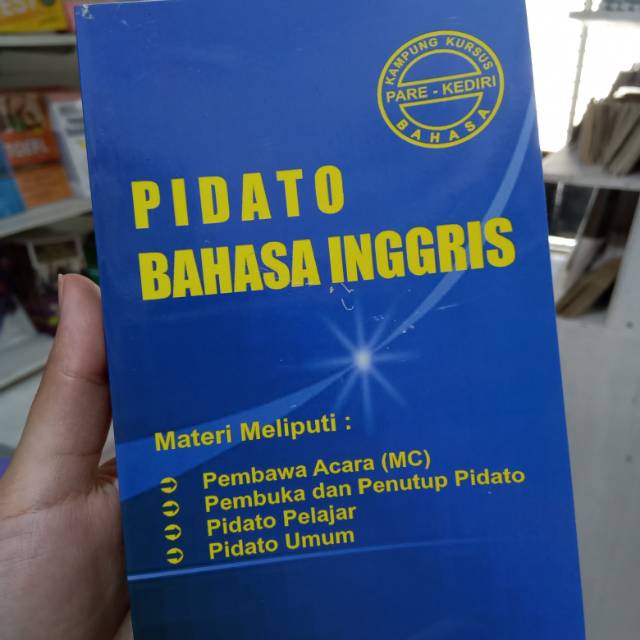 KAMPUNG KURSUS
PARE - KEDIRI
BAHASA
PIDATO
BAHASA INGGRIS
Materi Meliputi :
Pembawa Acara (MC)
Pembuka dan Penutup Pidato
Pidato Pelajar
Pidato Umum